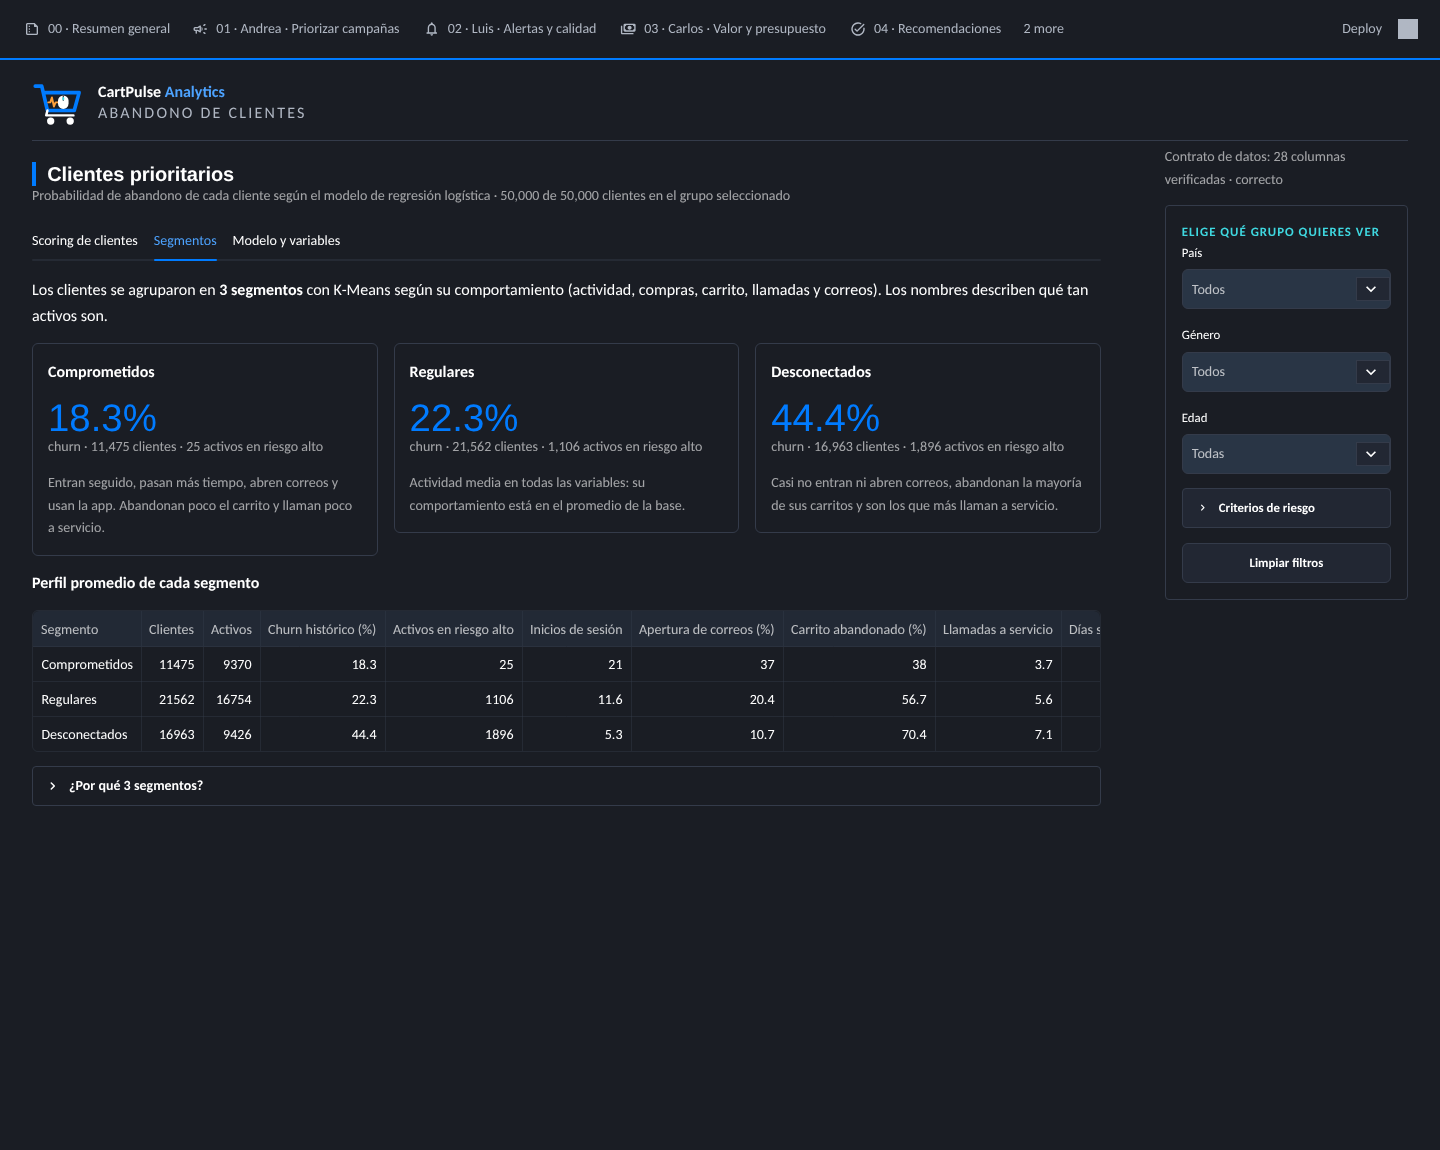 00 · Resumen general
01 · Andrea · Priorizar campañas
02 · Luis · Alertas y calidad
03 · Carlos · Valor y presupuesto
04 · Recomendaciones
2 more
Deploy
CartPulse Analytics
ABANDONO DE CLIENTES
Clientes prioritarios
Probabilidad de abandono de cada cliente según el modelo de regresión logística · 50,000 de 50,000 clientes en el grupo seleccionado
Scoring de clientes
Segmentos
Modelo y variables
Los clientes se agruparon en 3 segmentos con K-Means según su comportamiento (actividad, compras, carrito, llamadas y correos). Los nombres describen qué tan
activos son.
Comprometidos
18.3%
churn · 11,475 clientes · 25 activos en riesgo alto
Entran seguido, pasan más tiempo, abren correos y
usan la app. Abandonan poco el carrito y llaman poco
a servicio.
Regulares
22.3%
churn · 21,562 clientes · 1,106 activos en riesgo alto
Actividad media en todas las variables: su
comportamiento está en el promedio de la base.
Desconectados
44.4%
churn · 16,963 clientes · 1,896 activos en riesgo alto
Casi no entran ni abren correos, abandonan la mayoría
de sus carritos y son los que más llaman a servicio.
Perfil promedio de cada segmento
Segmento Clientes Activos Churn histórico (%) Activos en riesgo alto Inicios de sesión Apertura de correos (%) Carrito abandonado (%) Llamadas a servicio Días s
Comprometidos 11475 9370 18.3 25 21 37 38 3.7
Regulares 21562 16754 22.3 1106 11.6 20.4 56.7 5.6
Desconectados 16963 9426 44.4 1896 5.3 10.7 70.4 7.1
¿Por qué 3 segmentos?
Contrato de datos: 28 columnas
verificadas · correcto
ELIGE QUÉ GRUPO QUIERES VER
País
Todos
Género
Todos
Edad
Todas
Criterios de riesgo
Limpiar filtros